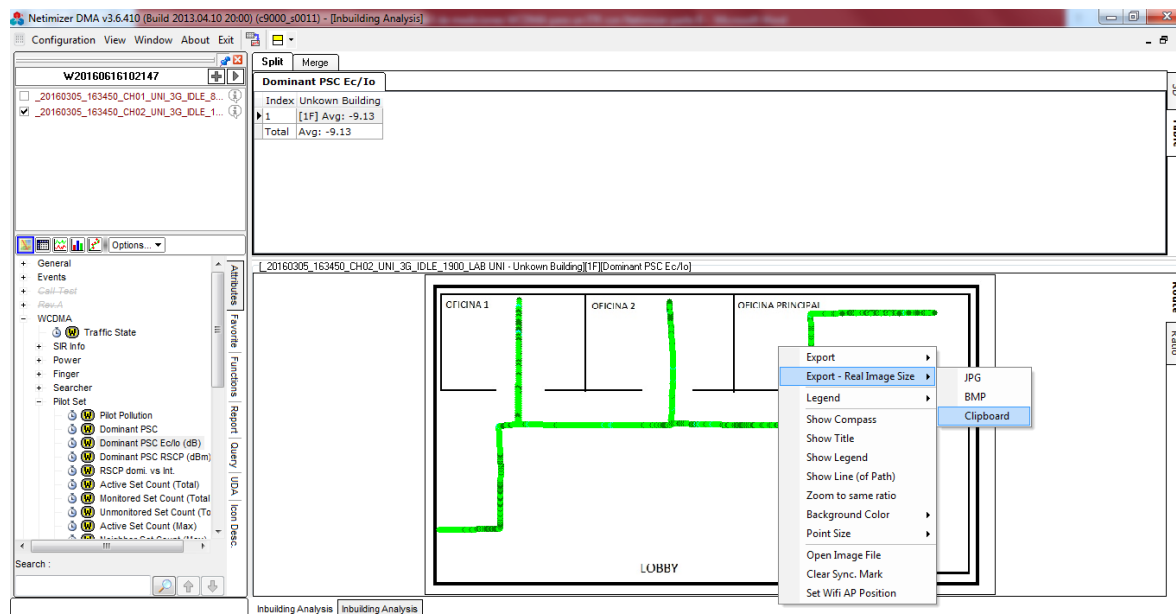 Netimizer DMA v3.6.410 (Build 2013.04.10 20:00) (c9000_s0011) - [Inbuilding Analysis]
Configuration View Window About Exit
W20160616102147
_20160305_163450_CH01_UNI_3G_IDLE_8...
_20160305_163450_CH02_UNI_3G_IDLE_1...
Options...
General
Events
Call Test
Rev.A
WCDMA
Traffic State
SIR Info
Power
Finger
Searcher
Pilot Set
Pilot Pollution
Dominant PSC
Dominant PSC Ec/Io (dB)
Dominant PSC RSCP (dBm)
RSCP domi. vs Int.
Active Set Count (Total)
Monitored Set Count (Total
Unmonitored Set Count (To
Active Set Count (Max)
Search :
Attributes
Favorite
Functions
Report
Query
UDA
Icon Desc.
Split Merge
Dominant PSC Ec/Io
Index Unkown Building
1 [1F] Avg: -9.13
Total Avg: -9.13
[_20160305_163450_CH02_UNI_3G_IDLE_1900_LAB UNI - Unkown Building][1F][Dominant PSC Ec/Io]
OFICINA 1
OFICINA 2
OFICINA PRINCIPAL
LOBBY
Export
Export - Real Image Size
Legend
Show Compass
Show Title
Show Legend
Show Line (of Path)
Zoom to same ratio
Background Color
Point Size
Open Image File
Clear Sync. Mark
Set Wifi AP Position
JPG
BMP
Clipboard
Inbuilding Analysis Inbuilding Analysis